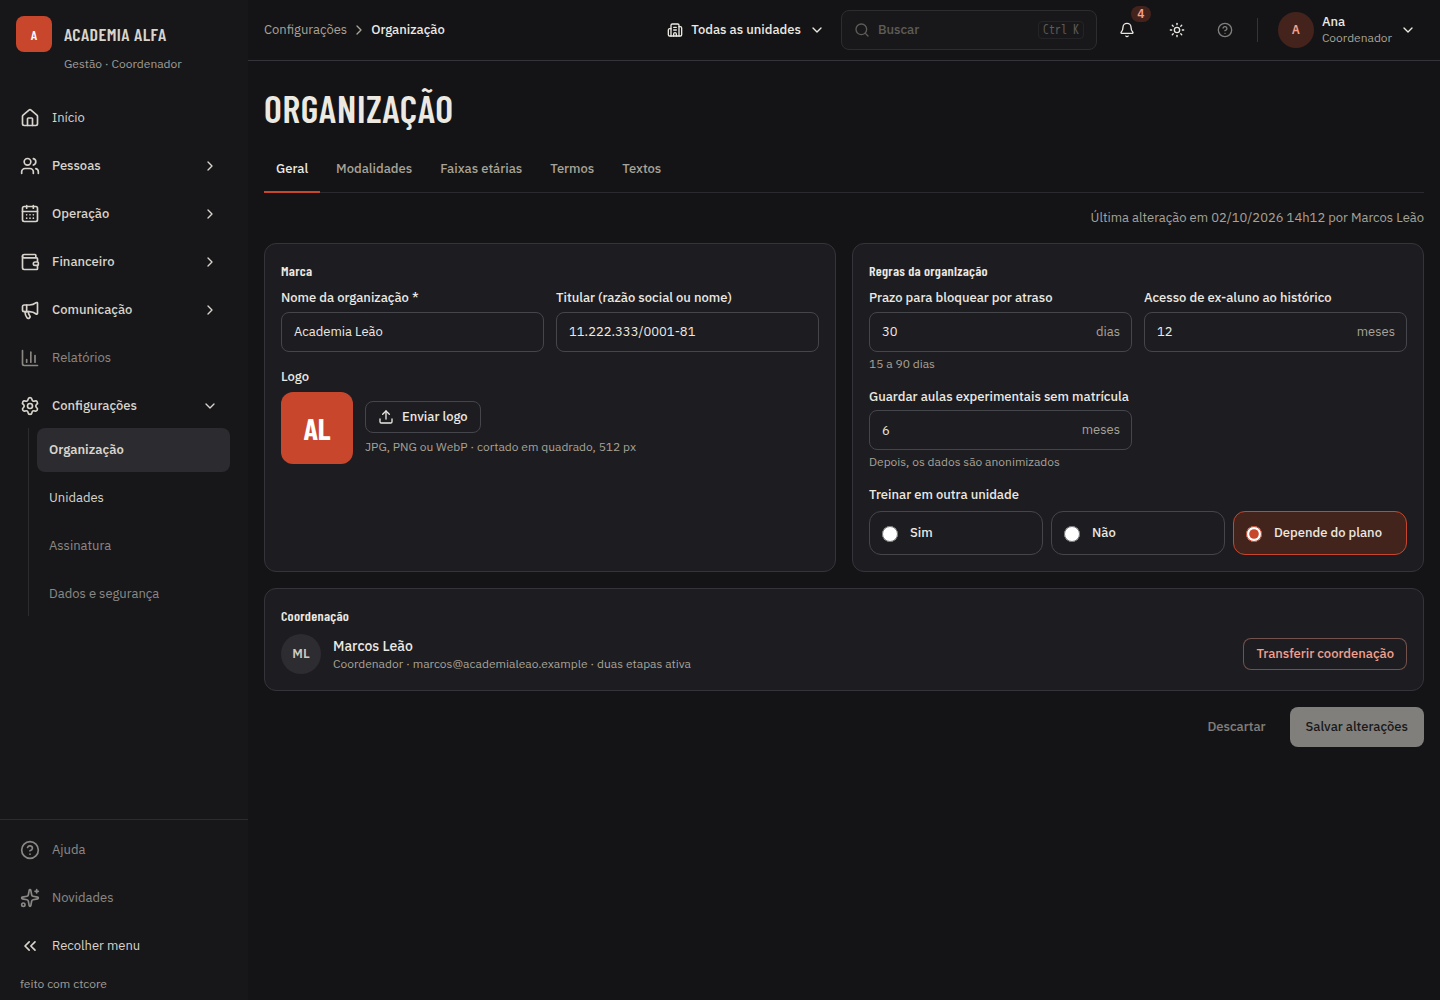 A
ACADEMIA ALFA
Gestão · Coordenador
Início
Pessoas
Operação
Financeiro
Comunicação
Relatórios
Configurações
Organização
Unidades
Assinatura
Dados e segurança
Ajuda
Novidades
Recolher menu
feito com ctcore
Configurações > Organização
Todas as unidades
Buscar
Ctrl K
4
A
Ana
Coordenador
ORGANIZAÇÃO
Geral
Modalidades
Faixas etárias
Termos
Textos
Última alteração em 02/10/2026 14h12 por Marcos Leão
Marca
Nome da organização *
Titular (razão social ou nome)
Academia Leão
11.222.333/0001-81
Logo
AL
Enviar logo
JPG, PNG ou WebP · cortado em quadrado, 512 px
Regras da organização
Prazo para bloquear por atraso
Acesso de ex-aluno ao histórico
30 dias
12 meses
15 a 90 dias
Guardar aulas experimentais sem matrícula
6 meses
Depois, os dados são anonimizados
Treinar em outra unidade
Sim
Não
Depende do plano
Coordenação
ML
Marcos Leão
Coordenador · marcos@academialeao.example · duas etapas ativa
Transferir coordenação
Descartar
Salvar alterações